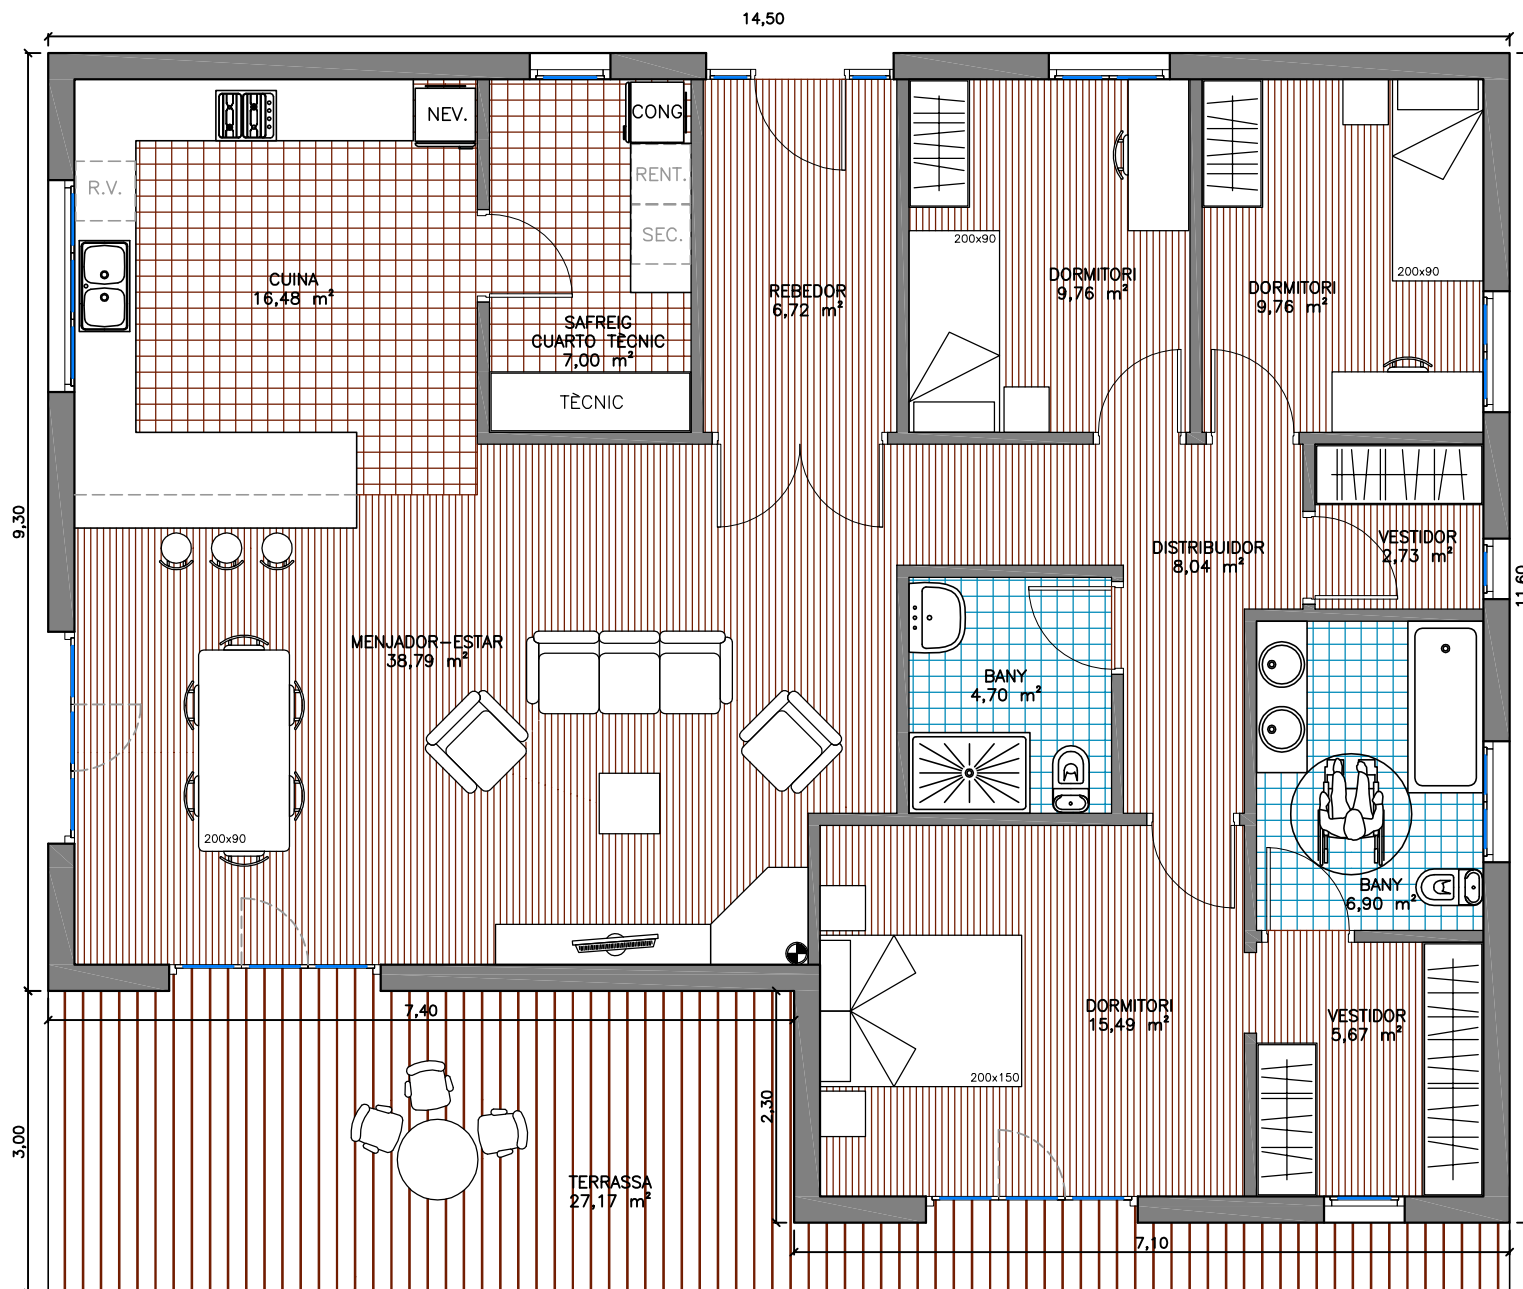 14,50
NEV.
CONG
R.V.
RENT.
SEC.
CUINA
16,48 m²
SAFREIG
CUARTO TÈCNIC
7,00 m²
TÈCNIC
REBEDOR
6,72 m²
200x90
DORMITORI
9,76 m²
200x90
DORMITORI
9,76 m²
9,30
DISTRIBUIDOR
8,04 m²
VESTIDOR
2,73 m²
11,60
MENJADOR-ESTAR
38,79 m²
200x90
BANY
4,70 m²
BANY
6,90 m²
7,40
2,30
DORMITORI
15,49 m²
200x150
VESTIDOR
5,67 m²
3,00
TERRASSA
27,17 m²
7,10